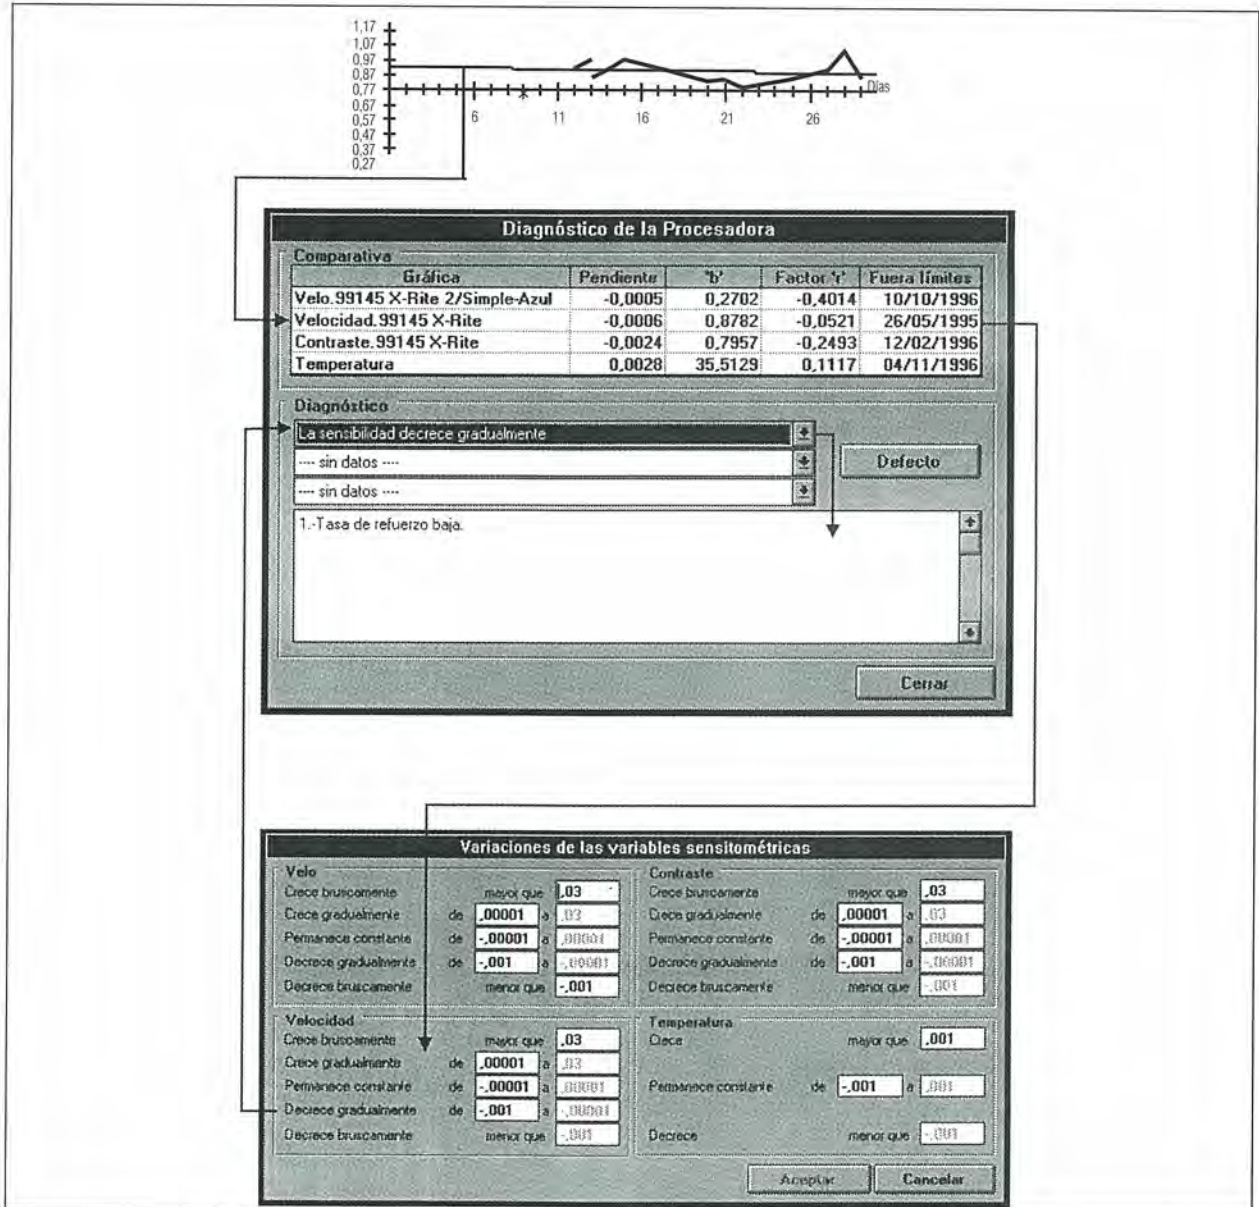 1,17
1,07
0,97
0,87
0,77
0,67
0,57
0,47
0,37
0,27
Días
6 11 16 21 26
Diagnóstico de la Procesadora
Comparativa
Gráfica Pendiente 'b' Factor 'r' Fuera límites
Velo.99145 X-Rite 2/Simple-Azul -0,0005 0,2702 -0,4014 10/10/1996
Velocidad.99145 X-Rite -0,0006 0,8782 -0,0521 26/05/1995
Contraste.99145 X-Rite -0,0024 0,7957 -0,2493 12/02/1996
Temperatura 0,0028 35,5129 0,1117 04/11/1996
Diagnóstico
La sensibilidad decrece gradualmente
---- sin datos ----
Defecto
---- sin datos ----
1.-Tasa de refuerzo baja.
Cerrar
Variaciones de las variables sensitométricas
Velo
Crece bruscamente mayor que ,03
Crece gradualmente de ,00001 a ,03
Permanece constante de -,00001 a ,00001
Decrece gradualmente de -,001 a -,00001
Decrece bruscamente menor que -,001
Contraste
Crece bruscamente mayor que ,03
Crece gradualmente de ,00001 a ,03
Permanece constante de -,00001 a ,00001
Decrece gradualmente de -,001 a -,00001
Decrece bruscamente menor que -,001
Velocidad
Crece bruscamente mayor que ,03
Crece gradualmente de ,00001 a ,03
Permanece constante de -,00001 a ,00001
Decrece gradualmente de -,001 a -,00001
Decrece bruscamente menor que -,001
Temperatura
Crece mayor que ,001
Permanece constante de -,001 a ,001
Decrece menor que -,001
Aceptar Cancelar